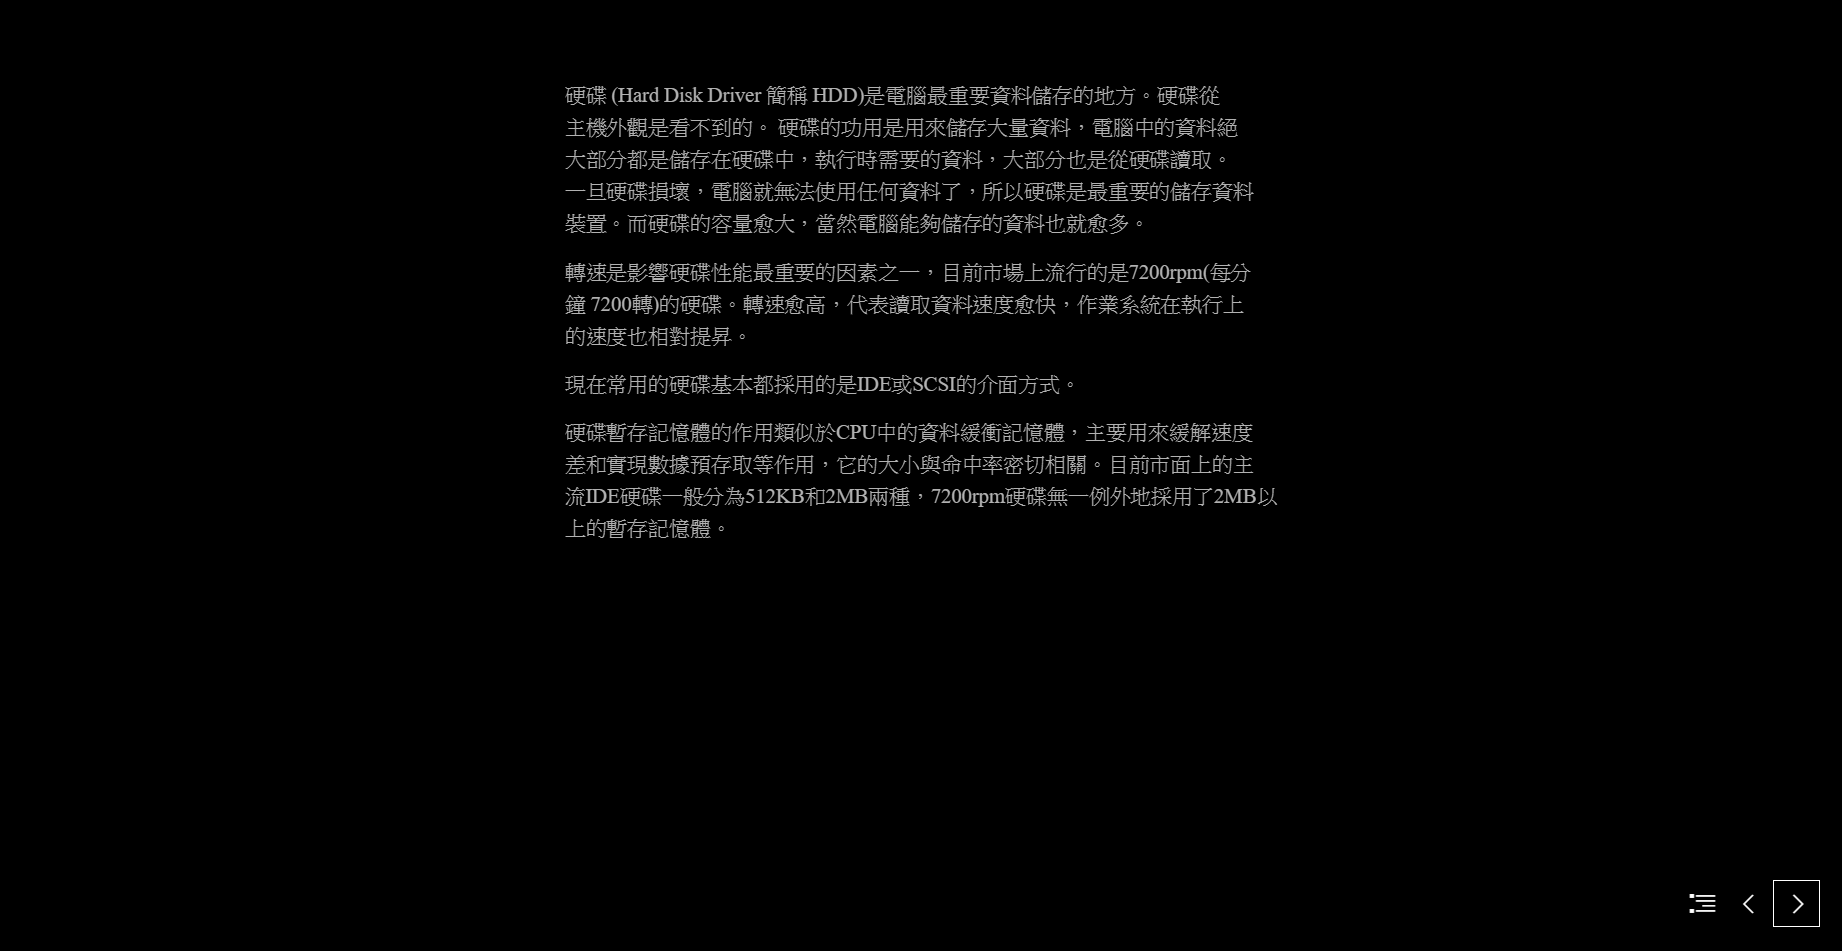 硬碟 (Hard Disk Driver 簡稱 HDD)是電腦最重要資料儲存的地方。硬碟從
主機外觀是看不到的。 硬碟的功用是用來儲存大量資料，電腦中的資料絕
大部分都是儲存在硬碟中，執行時需要的資料，大部分也是從硬碟讀取。
一旦硬碟損壞，電腦就無法使用任何資料了，所以硬碟是最重要的儲存資料
裝置。而硬碟的容量愈大，當然電腦能夠儲存的資料也就愈多。
轉速是影響硬碟性能最重要的因素之一，目前市場上流行的是7200rpm(每分
鐘 7200轉)的硬碟。轉速愈高，代表讀取資料速度愈快，作業系統在執行上
的速度也相對提昇。
現在常用的硬碟基本都採用的是IDE或SCSI的介面方式。
硬碟暫存記憶體的作用類似於CPU中的資料緩衝記憶體，主要用來緩解速度
差和實現數據預存取等作用，它的大小與命中率密切相關。目前市面上的主
流IDE硬碟一般分為512KB和2MB兩種，7200rpm硬碟無一例外地採用了2MB以
上的暫存記憶體。